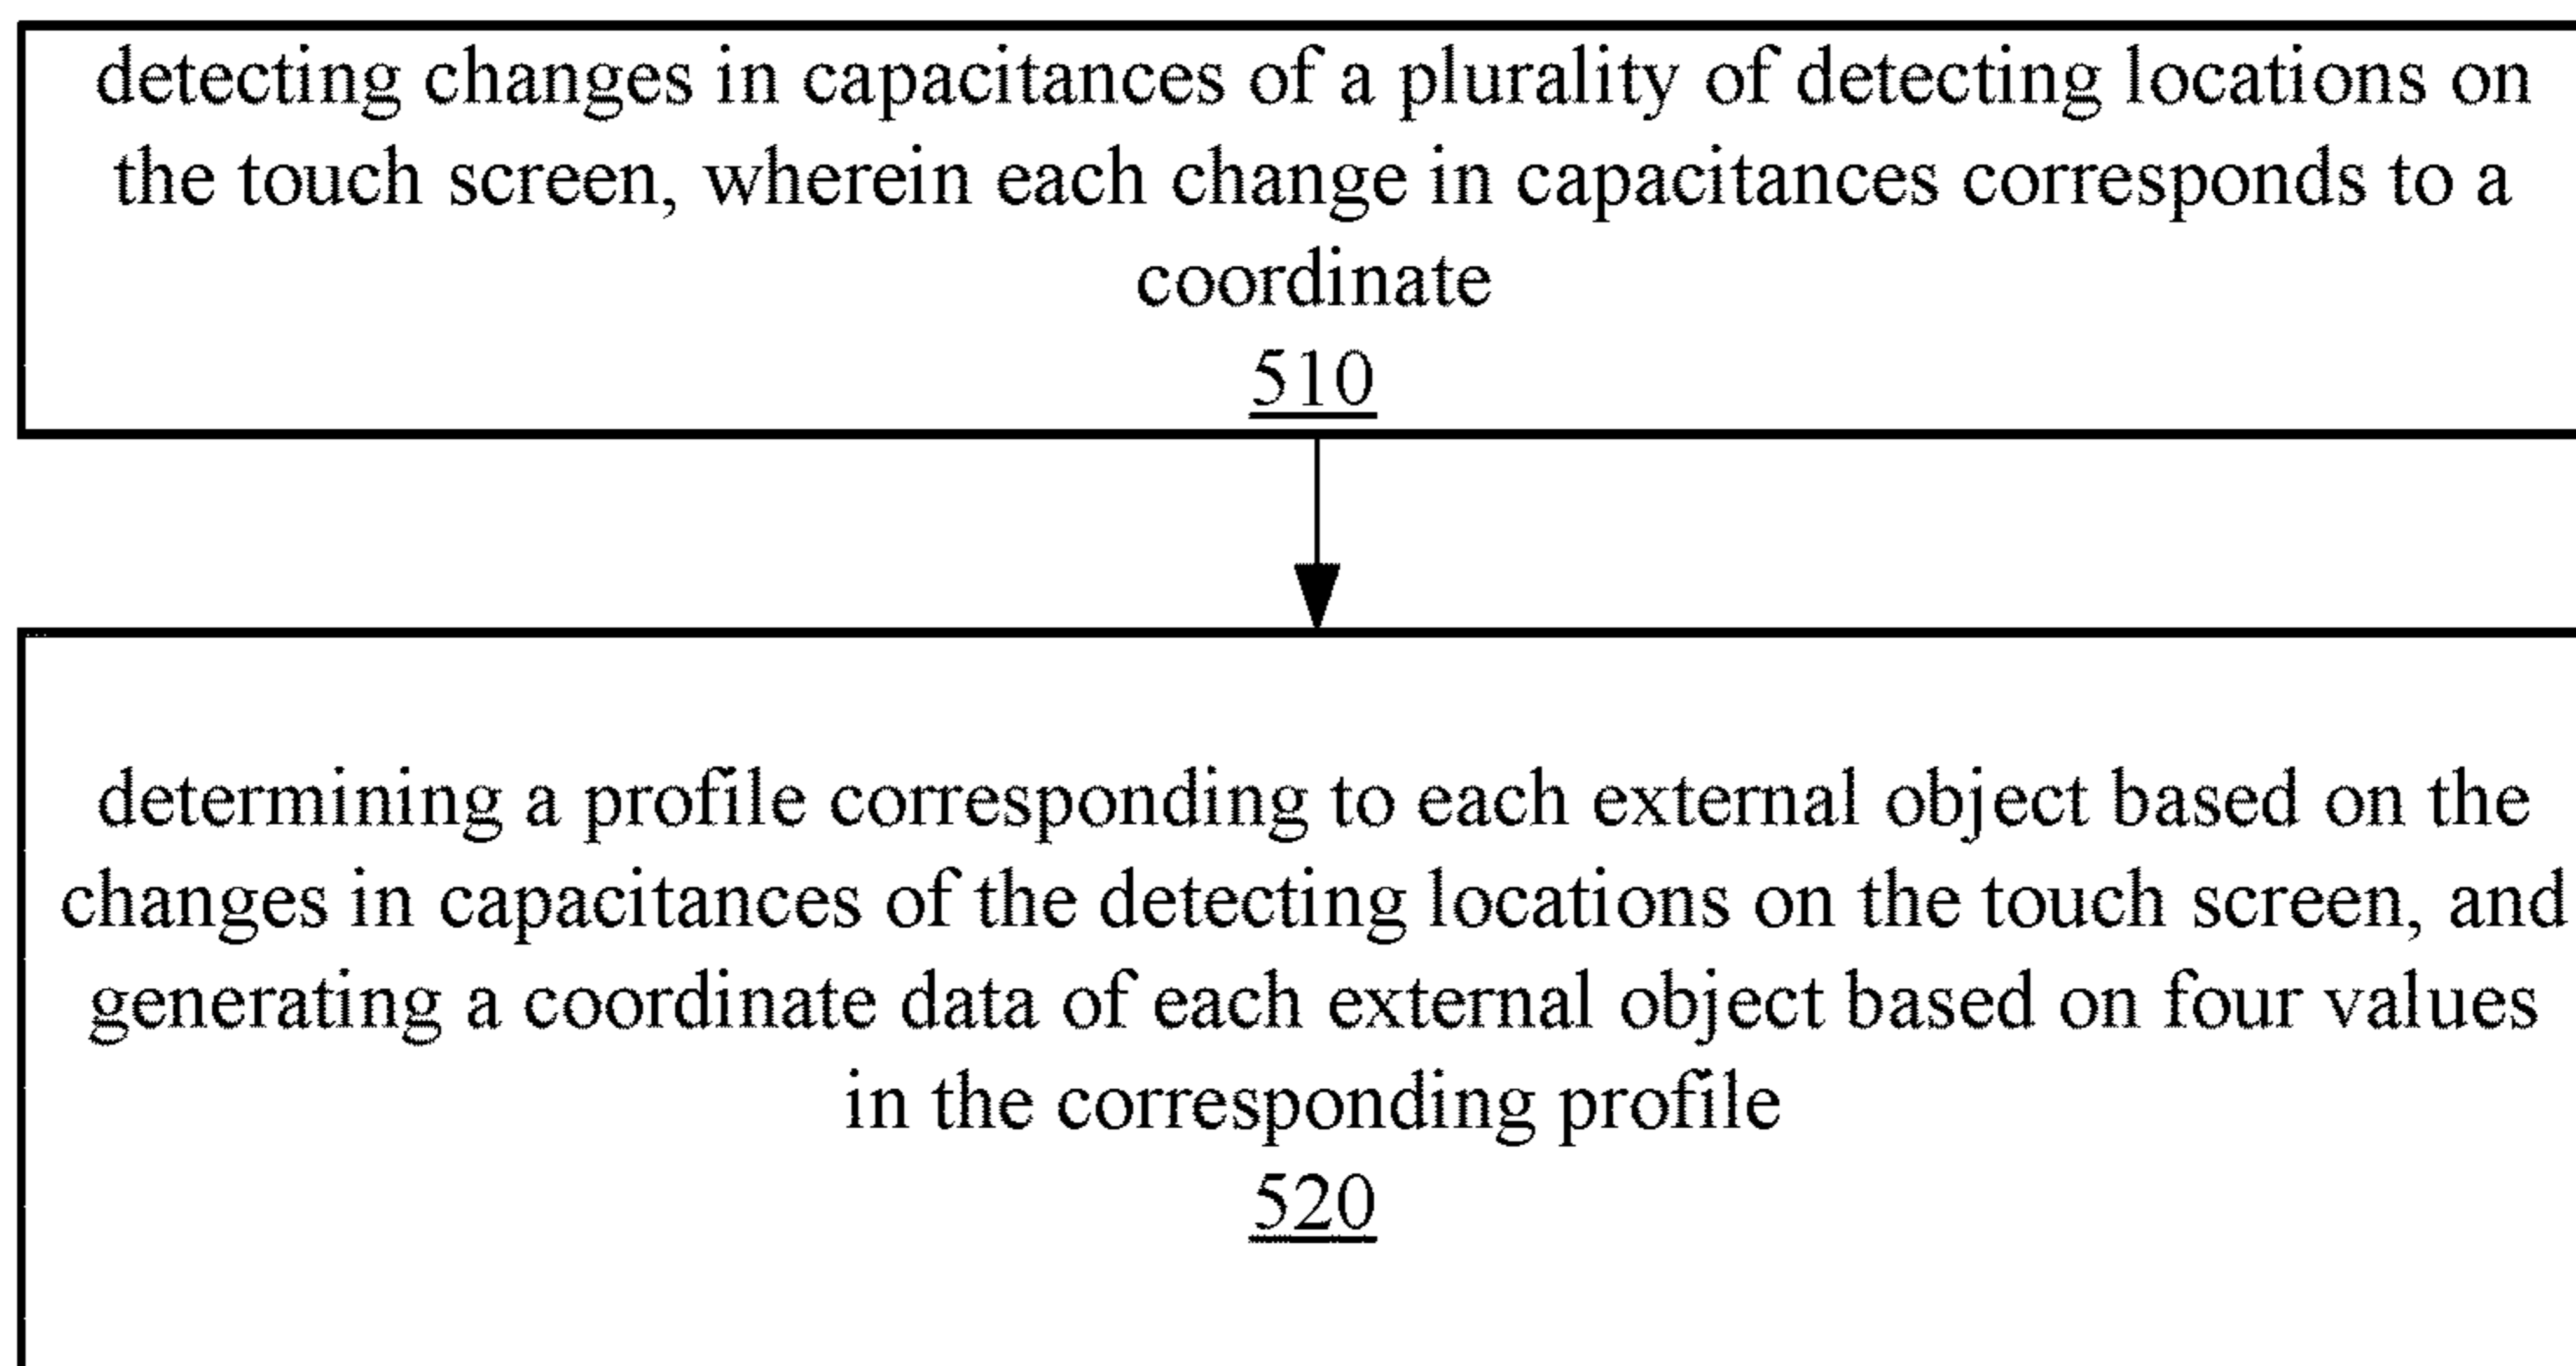 detecting changes in capacitances of a plurality of detecting locations on
the touch screen, wherein each change in capacitances corresponds to a
coordinate
510
determining a profile corresponding to each external object based on the
changes in capacitances of the detecting locations on the touch screen, and
generating a coordinate data of each external object based on four values
in the corresponding profile
520